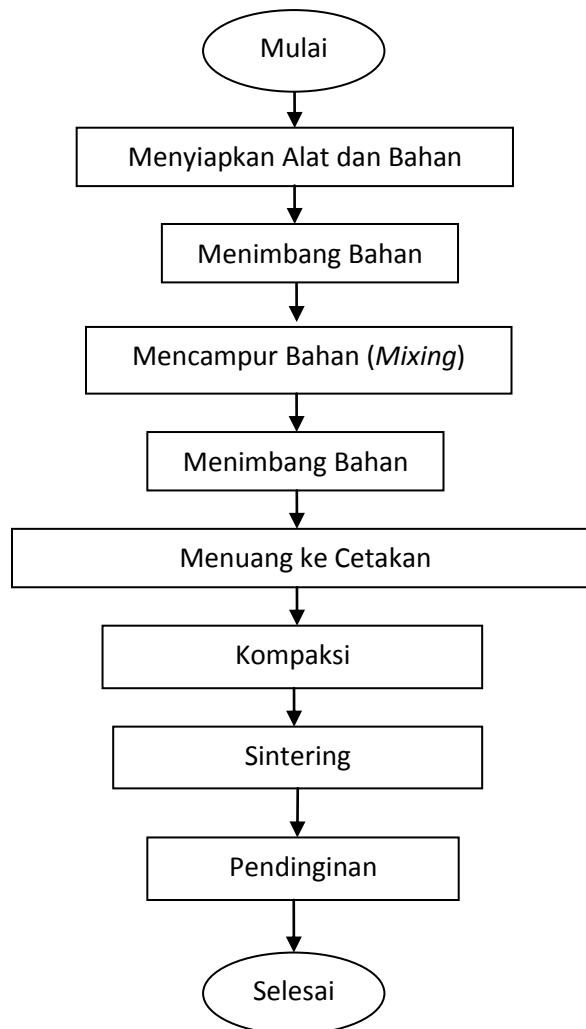 Mulai
Menyiapkan Alat dan Bahan
Menimbang Bahan
Mencampur Bahan (Mixing)
Menimbang Bahan
Menuang ke Cetakan
Kompaksi
Sintering
Pendinginan
Selesai